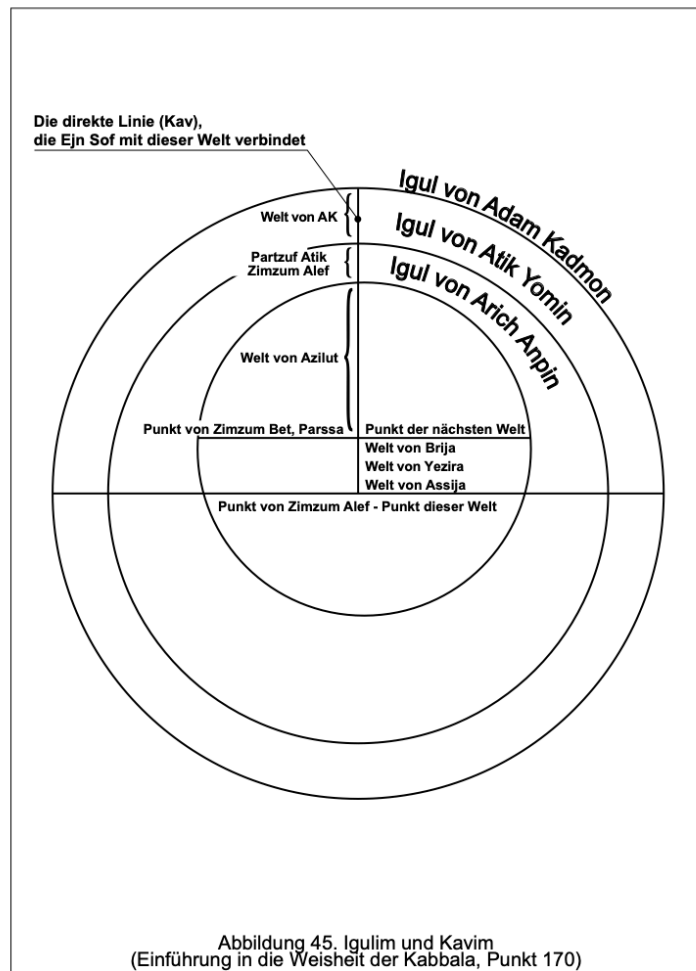 Die direkte Linie (Kav),
die Ejn Sof mit dieser Welt verbindet
Igul von Adam Kadmon
Welt von AK
Igul von Atik Yomin
Partzuf Atik
Zimzum Alef
Igul von Arich Anpin
Welt von Azilut
Punkt von Zimzum Bet, Parssa
Punkt der nächsten Welt
Welt von Brija
Welt von Yezira
Welt von Assija
Punkt von Zimzum Alef - Punkt dieser Welt
Abbildung 45. Igulim und Kavim
(Einführung in die Weisheit der Kabbala, Punkt 170)